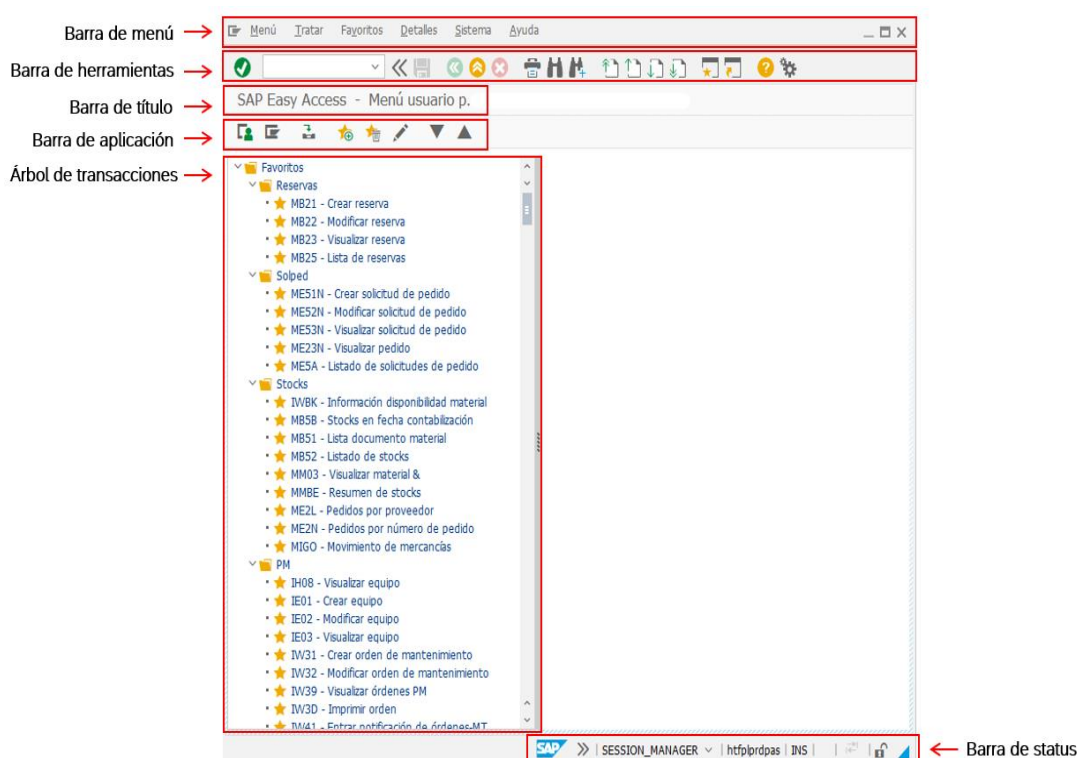 Barra de menú
Menú Tratar Favoritos Detalles Sistema Ayuda
Barra de herramientas
Barra de título
SAP Easy Access - Menú usuario p.
Barra de aplicación
Árbol de transacciones
Favoritos
Reservas
MB21 - Crear reserva
MB22 - Modificar reserva
MB23 - Visualizar reserva
MB25 - Lista de reservas
Solped
ME51N - Crear solicitud de pedido
ME52N - Modificar solicitud de pedido
ME53N - Visualizar solicitud de pedido
ME23N - Visualizar pedido
ME5A - Listado de solicitudes de pedido
Stocks
IWBK - Información disponibilidad material
MB5B - Stocks en fecha contabilización
MB51 - Lista documento material
MB52 - Listado de stocks
MM03 - Visualizar material &
MMBE - Resumen de stocks
ME2L - Pedidos por proveedor
ME2N - Pedidos por número de pedido
MIGO - Movimiento de mercancías
PM
IH08 - Visualizar equipo
IE01 - Crear equipo
IE02 - Modificar equipo
IE03 - Visualizar equipo
IW31 - Crear orden de mantenimiento
IW32 - Modificar orden de mantenimiento
IW39 - Visualizar órdenes PM
IW3D - Imprimir orden
IW41 - Entrar notificación de órdenes-MT
SAP | SESSION_MANAGER | htfplprdpas | INS |
Barra de status